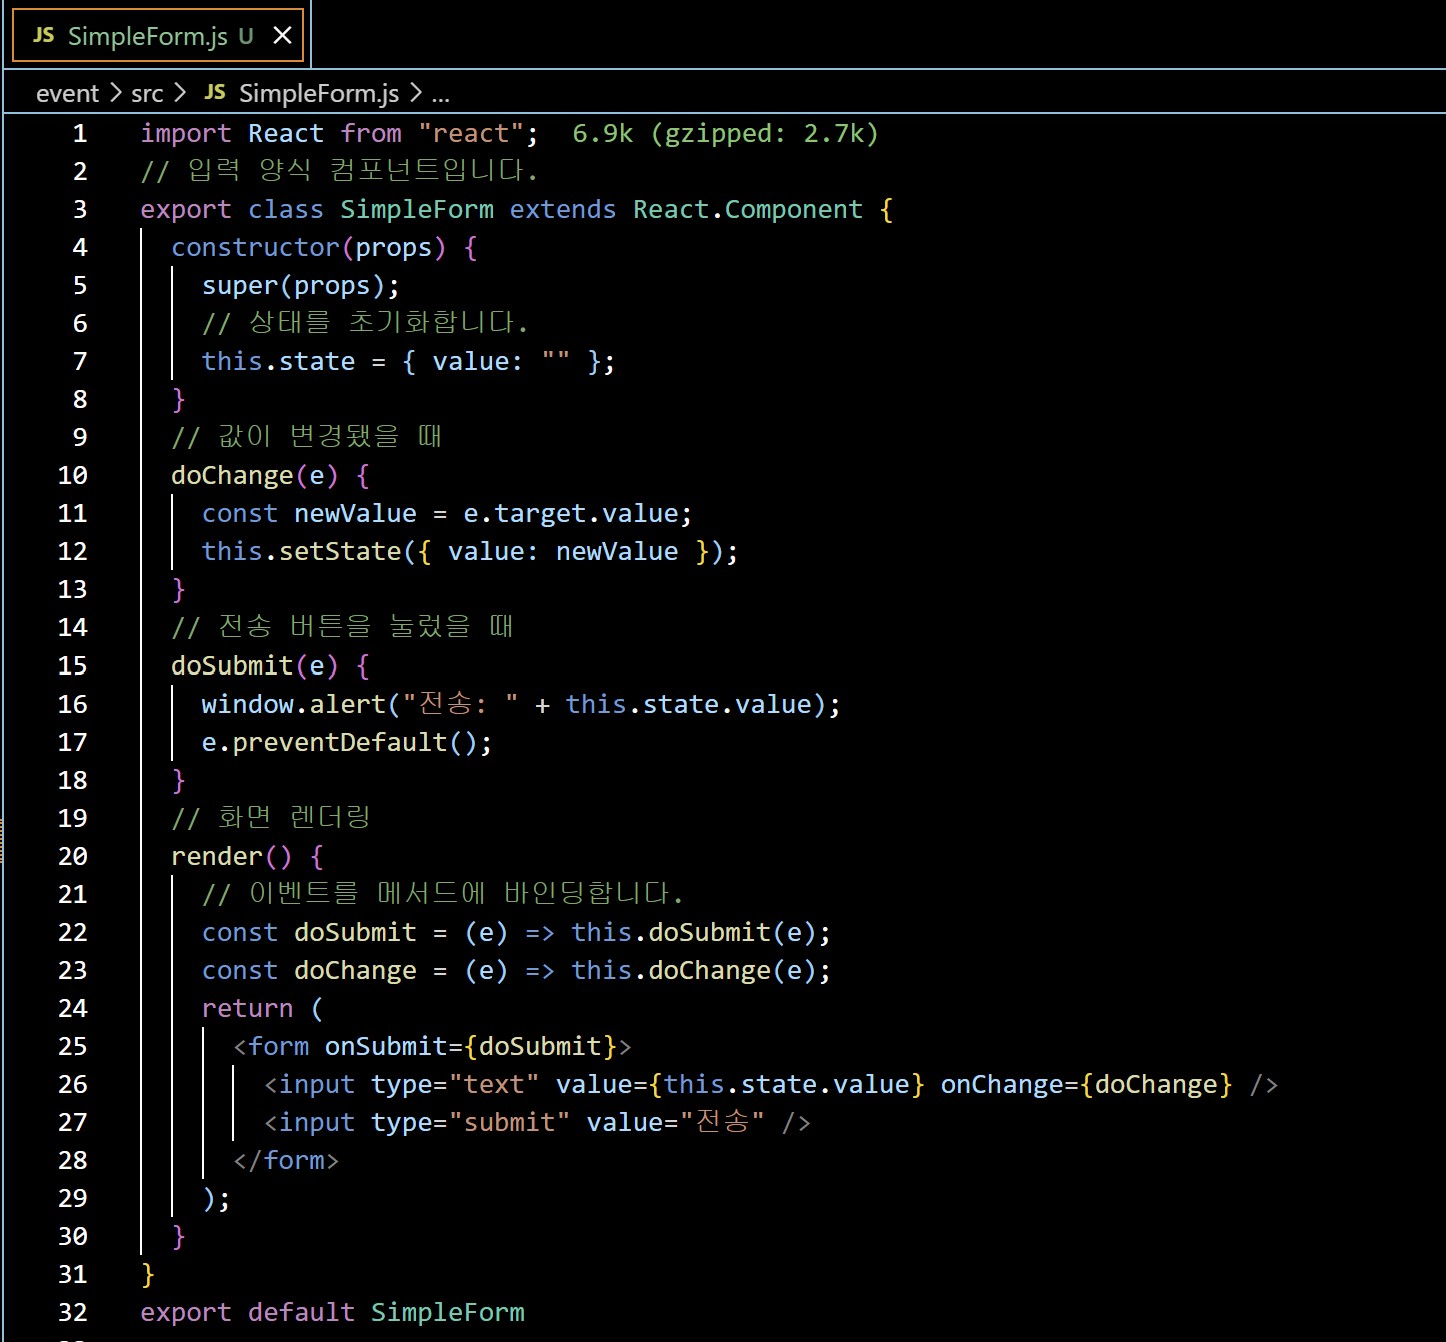 JS SimpleForm.js U
event > src > JS SimpleForm.js > ...
1 import React from "react"; 6.9k (gzipped: 2.7k)
2 // 입력 양식 컴포넌트입니다.
3 export class SimpleForm extends React.Component {
4 constructor(props) {
5 super(props);
6 // 상태를 초기화합니다.
7 this.state = { value: "" };
8 }
9 // 값이 변경됐을 때
10 doChange(e) {
11 const newValue = e.target.value;
12 this.setState({ value: newValue });
13 }
14 // 전송 버튼을 눌렀을 때
15 doSubmit(e) {
16 window.alert("전송: " + this.state.value);
17 e.preventDefault();
18 }
19 // 화면 렌더링
20 render() {
21 // 이벤트를 메서드에 바인딩합니다.
22 const doSubmit = (e) => this.doSubmit(e);
23 const doChange = (e) => this.doChange(e);
24 return (
25 <form onSubmit={doSubmit}>
26 <input type="text" value={this.state.value} onChange={doChange} />
27 <input type="submit" value="전송" />
28 </form>
29 );
30 }
31 }
32 export default SimpleForm